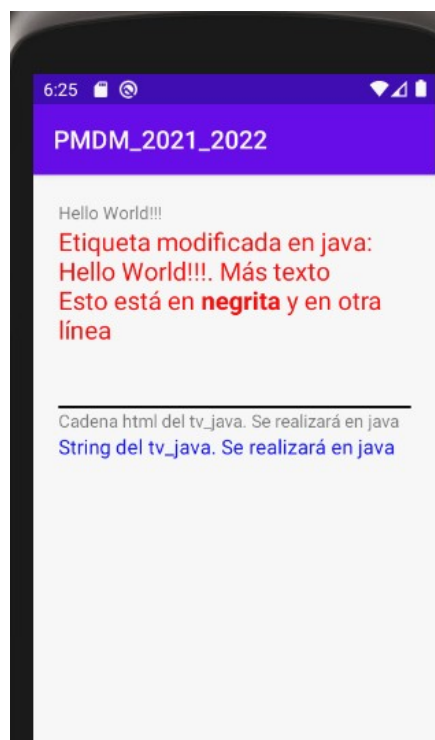 6:25
PMDM_2021_2022
Hello World!!!
Etiqueta modificada en java:
Hello World!!!. Más texto
Esto está en negrita y en otra
línea
Cadena html del tv_java. Se realizará en java
String del tv_java. Se realizará en java